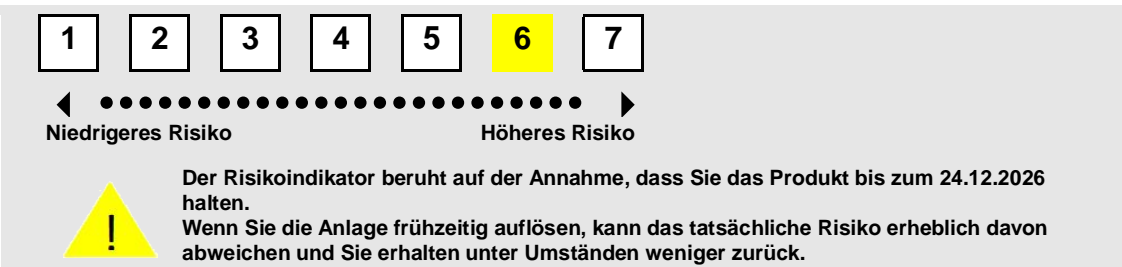 1 2 3 4 5 6 7
Niedrigeres Risiko Höheres Risiko
Der Risikoindikator beruht auf der Annahme, dass Sie das Produkt bis zum 24.12.2026
halten.
Wenn Sie die Anlage frühzeitig auflösen, kann das tatsächliche Risiko erheblich davon
abweichen und Sie erhalten unter Umständen weniger zurück.
!